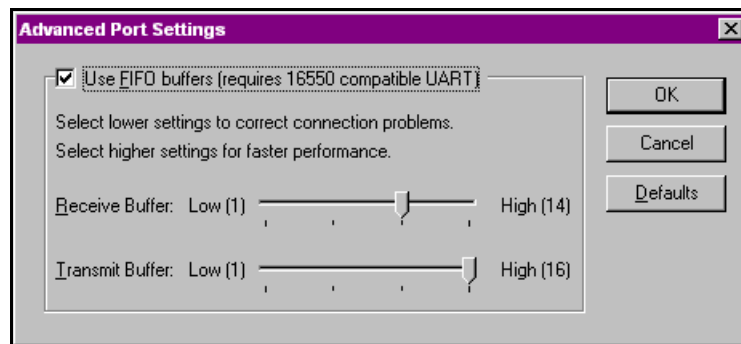 Advanced Port Settings
Use FIFO buffers (requires 16550 compatible UART)
Select lower settings to correct connection problems.
Select higher settings for faster performance.
Receive Buffer: Low (1) High (14)
Transmit Buffer: Low (1) High (16)
OK
Cancel
Defaults